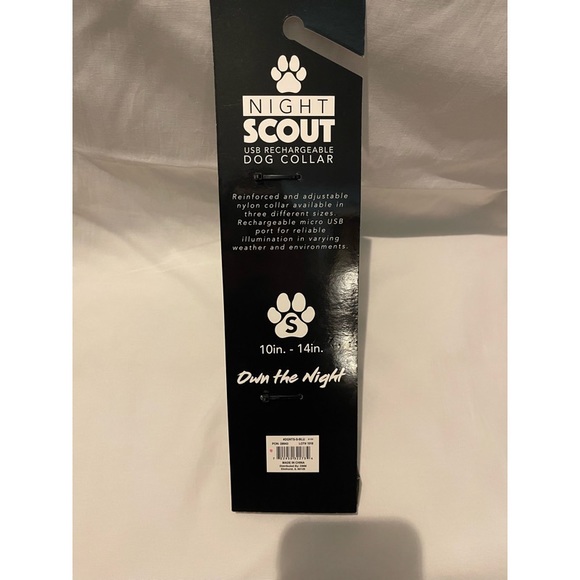 NIGHT
SCOUT
USB RECHARGEABLE
DOG COLLAR
Reinforced and adjustable
nylon collar available in
three different sizes.
Rechargeable micro USB
port for reliable
illumination in varying
weather and environments.
S
10in. - 14in.
Own the Night
MADE IN CHINA